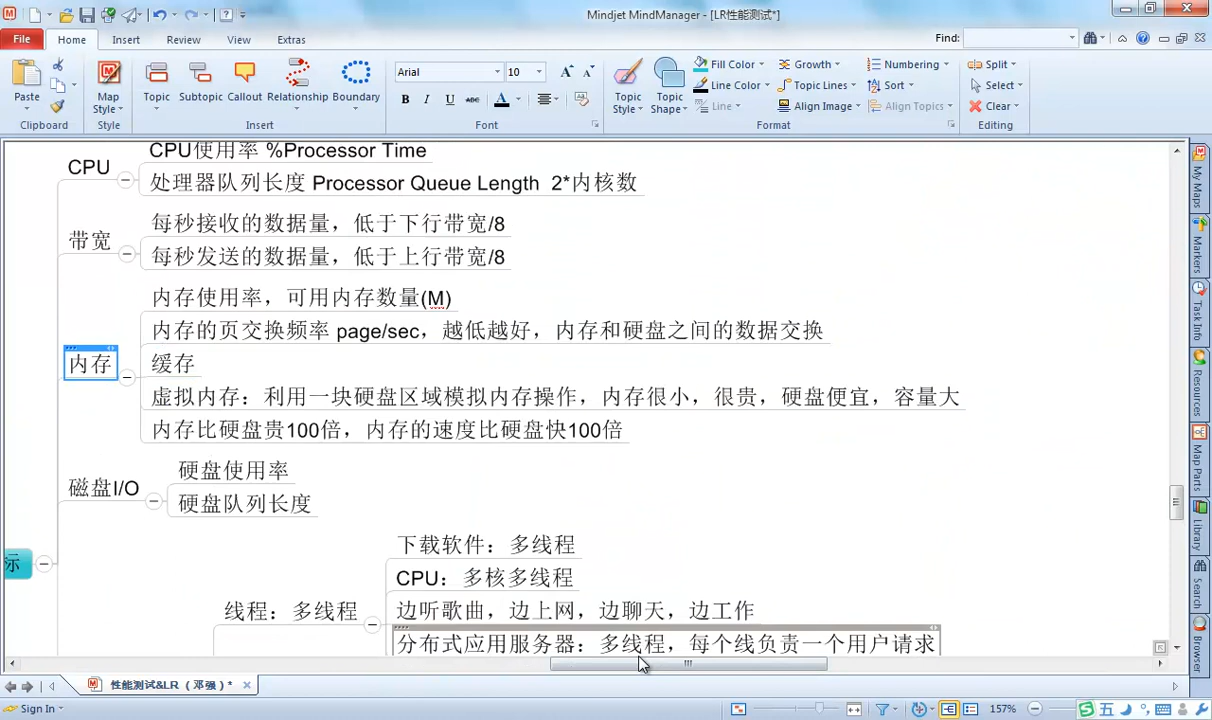 Mindjet MindManager - [LR性能测试*]
File
Home
Insert
Review
View
Extras
Find:
Paste
Clipboard
Map
Style
Style
Topic
Subtopic
Callout
Relationship
Boundary
Insert
Arial
10
B I U abc A
Font
Topic
Style
Topic
Shape
Fill Color
Line Color
Line
Growth
Topic Lines
Align Image
Numbering
Sort
Align Topics
Format
Split
Select
Clear
Editing
CPU
CPU使用率 %Processor Time
处理器队列长度 Processor Queue Length 2*内核数
带宽
每秒接收的数据量，低于下行带宽/8
每秒发送的数据量，低于上行带宽/8
内存
内存使用率，可用内存数量(M)
内存的页交换频率 page/sec，越低越好，内存和硬盘之间的数据交换
缓存
虚拟内存：利用一块硬盘区域模拟内存操作，内存很小，很贵，硬盘便宜，容量大
内存比硬盘贵100倍，内存的速度比硬盘快100倍
磁盘I/O
硬盘使用率
硬盘队列长度
标
线程：多线程
下载软件：多线程
CPU：多核多线程
边听歌曲，边上网，边聊天，边工作
分布式应用服务器：多线程，每个线负责一个用户请求
My Maps
Markers
Task Info
Resources
Map Parts
Library
Search
Browser
性能测试&LR （邓强）*
Sign In
157%
五